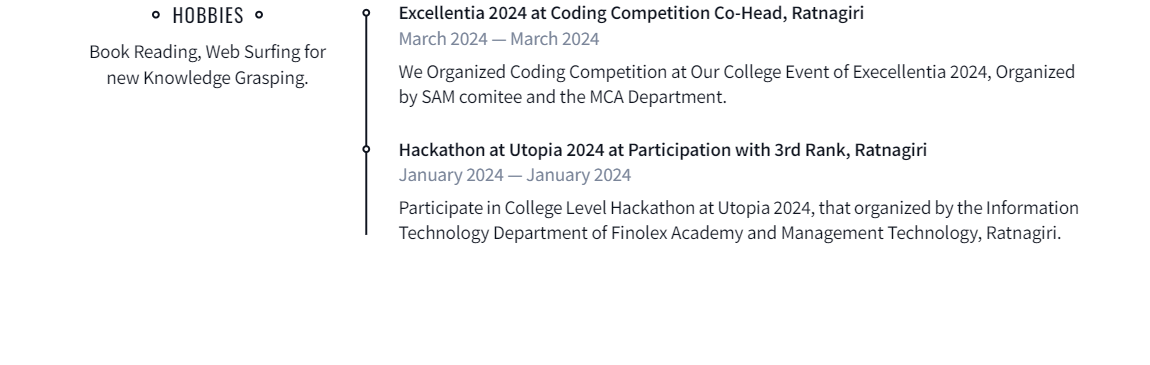 HOBBIES
Book Reading, Web Surfing for
new Knowledge Grasping.
Excellentia 2024 at Coding Competition Co-Head, Ratnagiri
March 2024 — March 2024
We Organized Coding Competition at Our College Event of Execellentia 2024, Organized
by SAM comitee and the MCA Department.
Hackathon at Utopia 2024 at Participation with 3rd Rank, Ratnagiri
January 2024 — January 2024
Participate in College Level Hackathon at Utopia 2024, that organized by the Information
Technology Department of Finolex Academy and Management Technology, Ratnagiri.